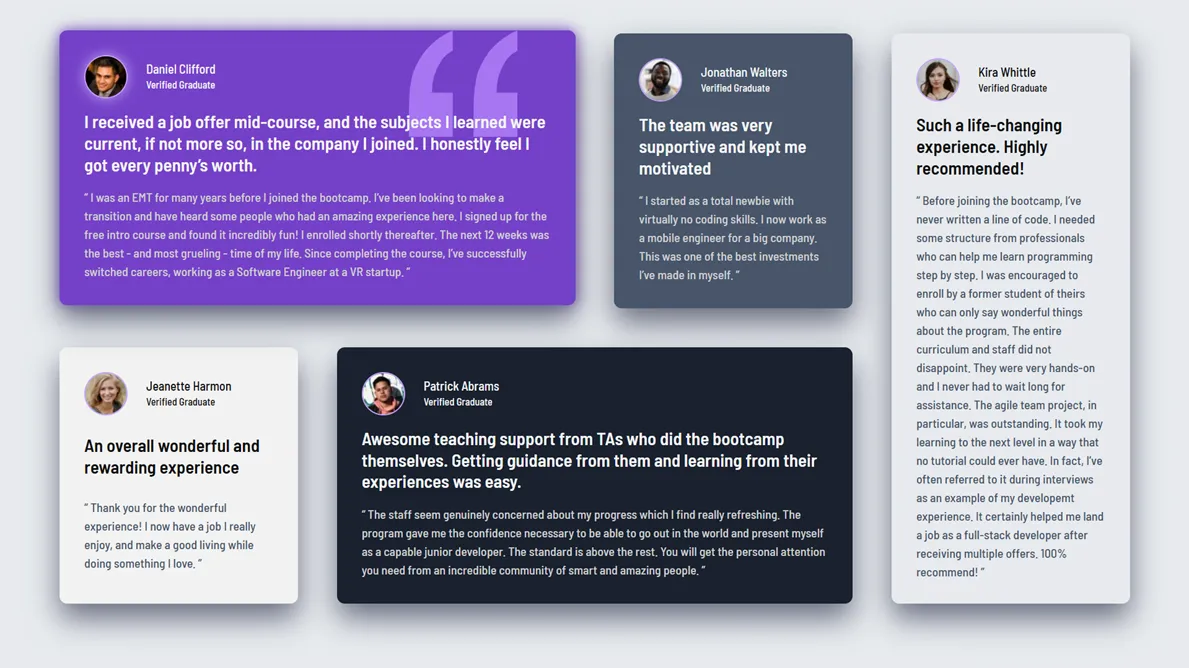 Daniel Clifford
Verified Graduate
I received a job offer mid-course, and the subjects I learned were
current, if not more so, in the company I joined. I honestly feel I
got every penny’s worth.
“ I was an EMT for many years before I joined the bootcamp. I’ve been looking to make a
transition and have heard some people who had an amazing experience here. I signed up for the
free intro course and found it incredibly fun! I enrolled shortly thereafter. The next 12 weeks was
the best - and most grueling - time of my life. Since completing the course, I’ve successfully
switched careers, working as a Software Engineer at a VR startup. ”
Jonathan Walters
Verified Graduate
The team was very
supportive and kept me
motivated
“ I started as a total newbie with
virtually no coding skills. I now work as
a mobile engineer for a big company.
This was one of the best investments
I’ve made in myself. ”
Kira Whittle
Verified Graduate
Such a life-changing
experience. Highly
recommended!
“ Before joining the bootcamp, I’ve
never written a line of code. I needed
some structure from professionals
who can help me learn programming
step by step. I was encouraged to
enroll by a former student of theirs
who can only say wonderful things
about the program. The entire
curriculum and staff did not
disappoint. They were very hands-on
and I never had to wait long for
assistance. The agile team project, in
particular, was outstanding. It took my
learning to the next level in a way that
no tutorial could ever have. In fact, I’ve
often referred to it during interviews
as an example of my developemt
experience. It certainly helped me land
a job as a full-stack developer after
receiving multiple offers. 100%
recommend! ”
Jeanette Harmon
Verified Graduate
An overall wonderful and
rewarding experience
“ Thank you for the wonderful
experience! I now have a job I really
enjoy, and make a good living while
doing something I love. ”
Patrick Abrams
Verified Graduate
Awesome teaching support from TAs who did the bootcamp
themselves. Getting guidance from them and learning from their
experiences was easy.
“ The staff seem genuinely concerned about my progress which I find really refreshing. The
program gave me the confidence necessary to be able to go out in the world and present myself
as a capable junior developer. The standard is above the rest. You will get the personal attention
you need from an incredible community of smart and amazing people. ”